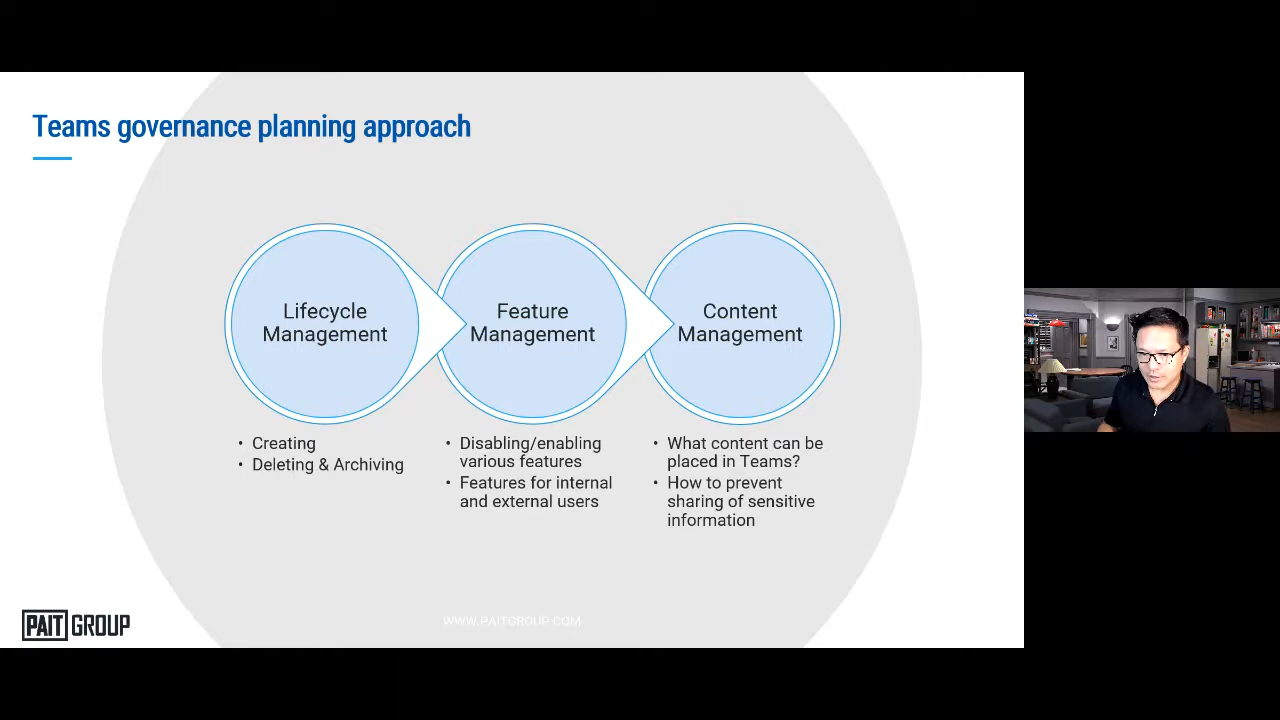 Teams governance planning approach
Lifecycle
Management
Feature
Management
Content
Management
• Creating
• Deleting & Archiving
• Disabling/enabling
various features
• Features for internal
and external users
• What content can be
placed in Teams?
• How to prevent
sharing of sensitive
information
PAIT GROUP
WWW.PAITGROUP.COM